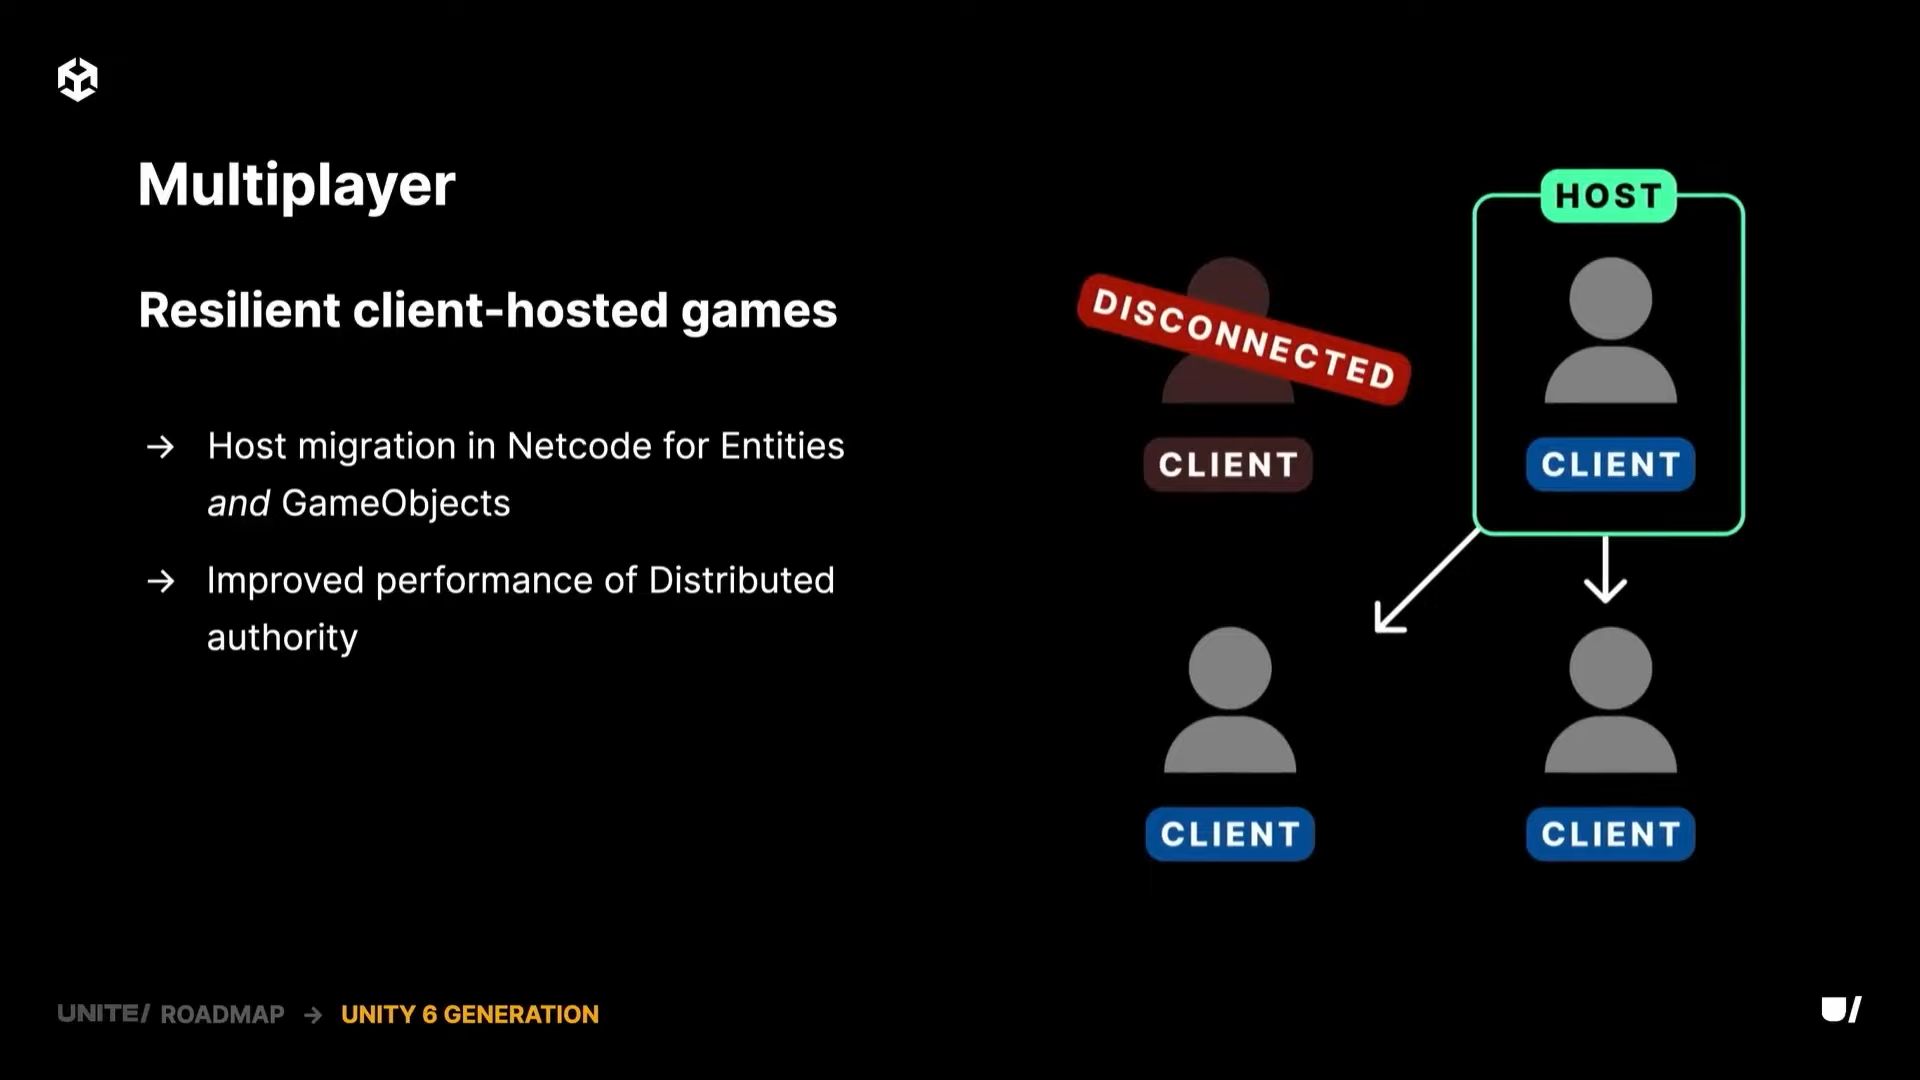 Multiplayer
Resilient client-hosted games
→ Host migration in Netcode for Entities
and GameObjects
→ Improved performance of Distributed
authority
HOST
DISCONNECTED
CLIENT
CLIENT
CLIENT
CLIENT
UNITE/ ROADMAP → UNITY 6 GENERATION
U/